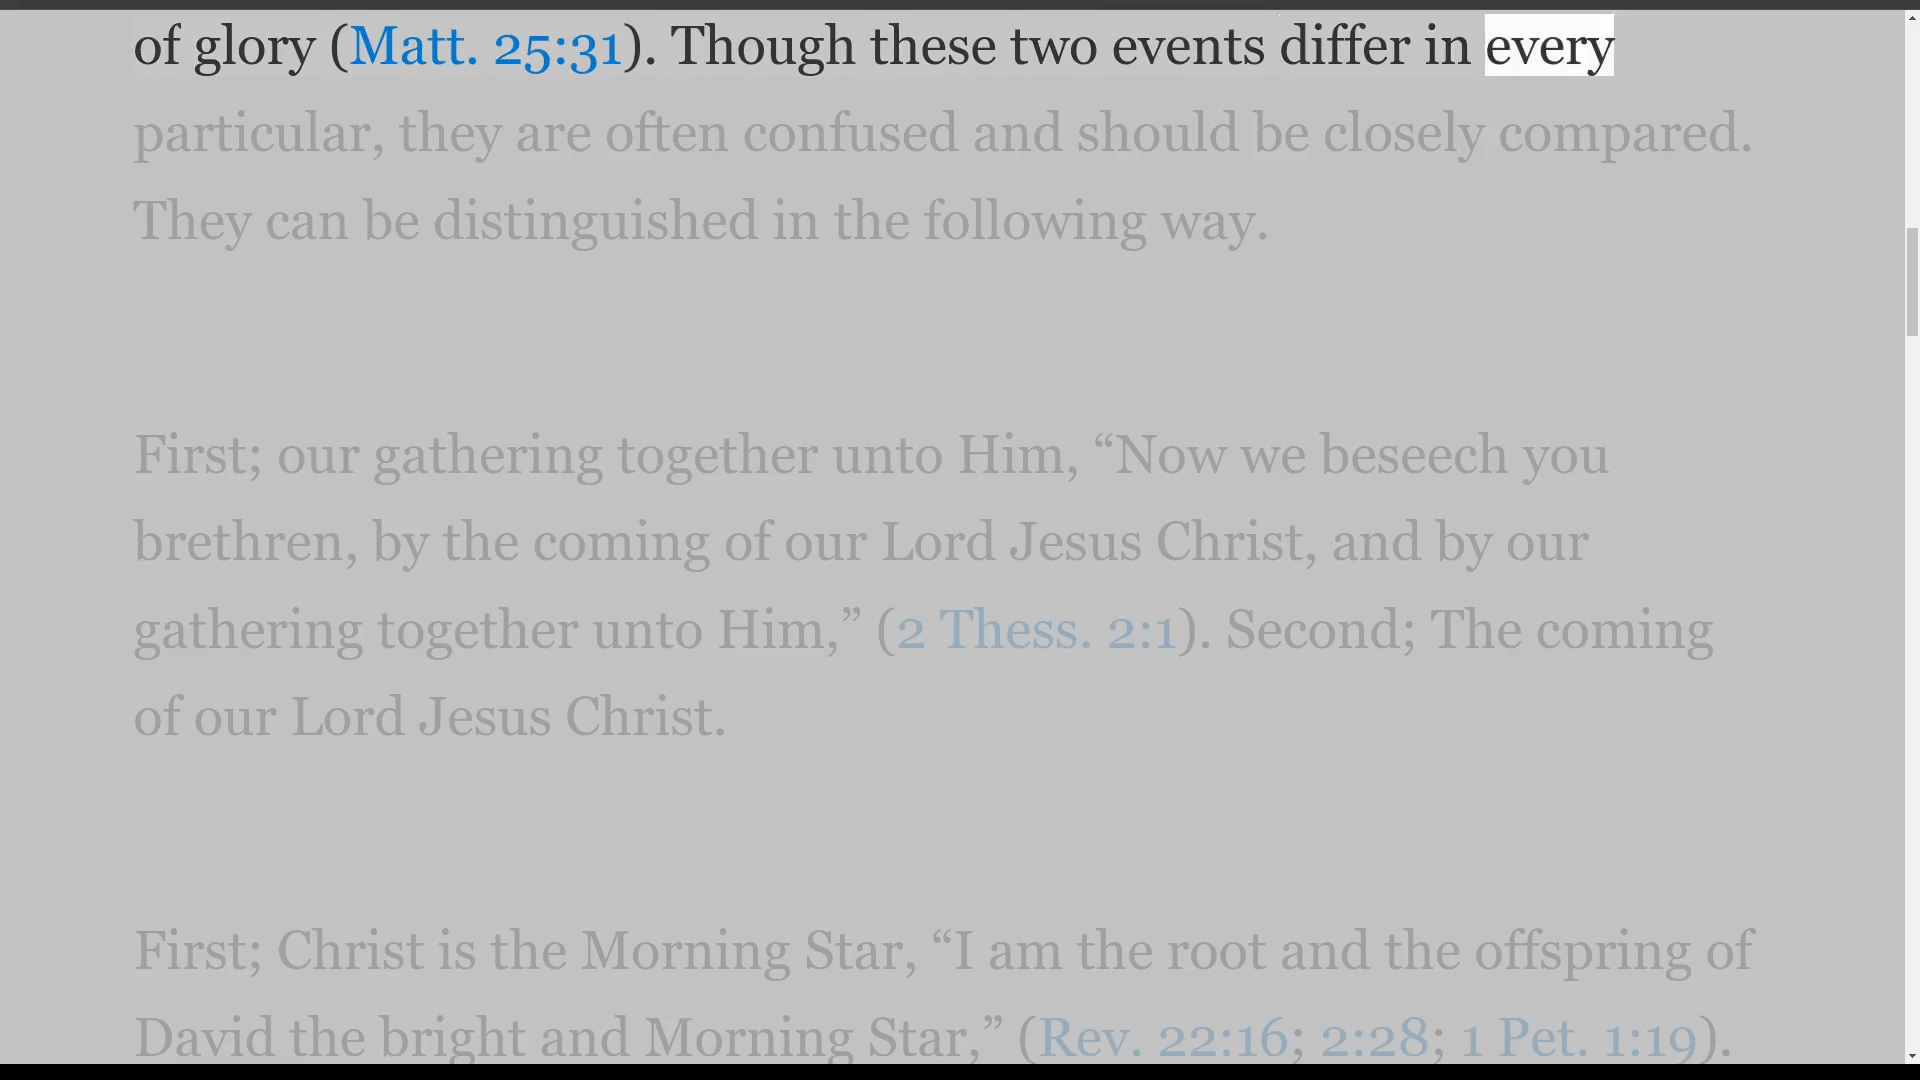 of glory (Matt. 25:31). Though these two events differ in every
particular, they are often confused and should be closely compared.
They can be distinguished in the following way.
First; our gathering together unto Him, “Now we beseech you
brethren, by the coming of our Lord Jesus Christ, and by our
gathering together unto Him,” (2 Thess. 2:1). Second; The coming
of our Lord Jesus Christ.
First; Christ is the Morning Star, “I am the root and the offspring of
David the bright and Morning Star,” (Rev. 22:16; 2:28; 1 Pet. 1:19).